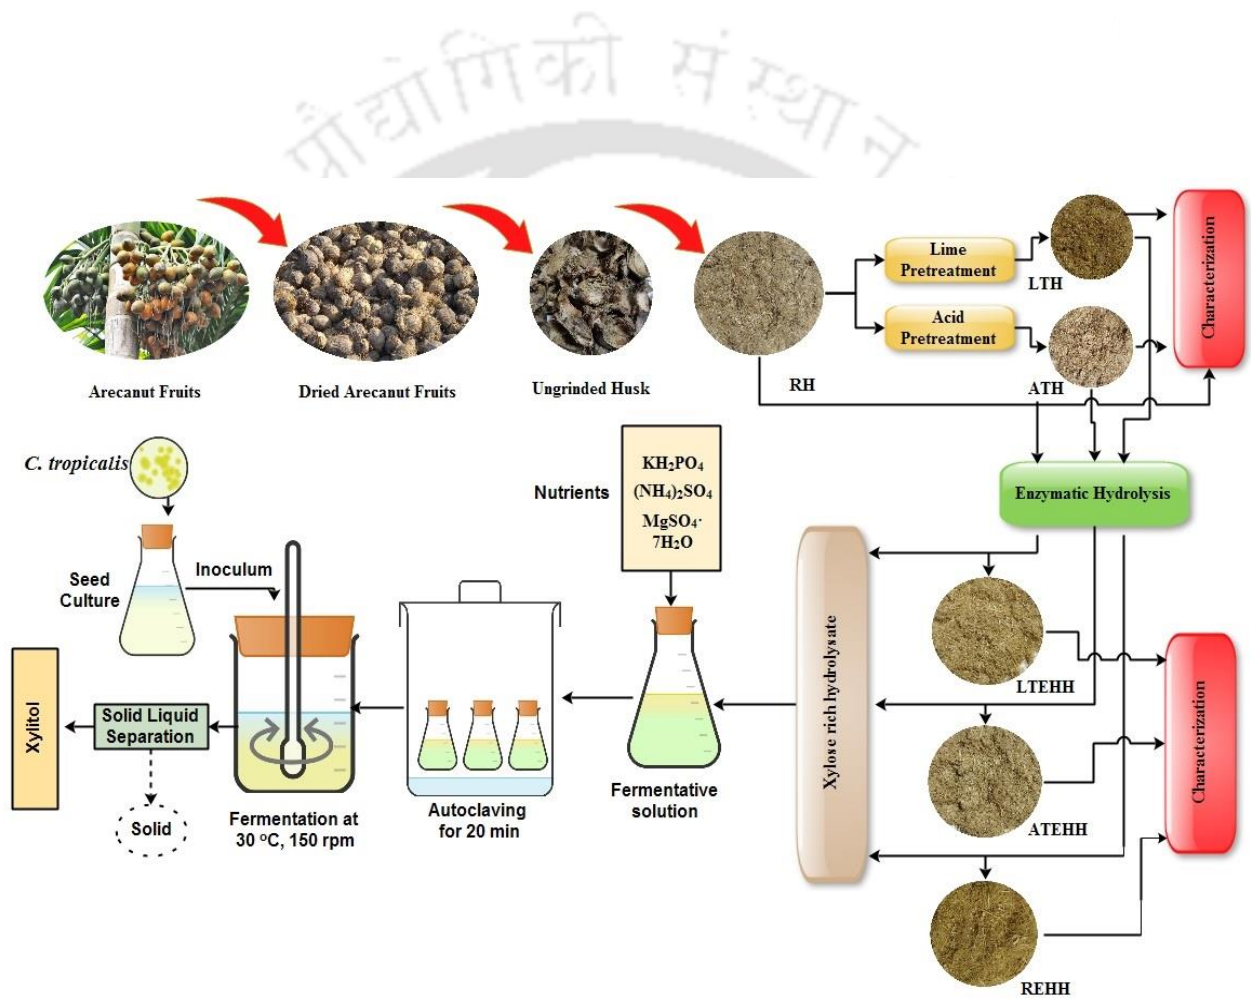 प्रौद्योगिकी संस्थान
Arecanut Fruits
Dried Arecanut Fruits
Ungrinded Husk
RH
Lime
Pretreatment
LTH
Acid
Pretreatment
ATH
Characterization
C. tropicalis
Seed
Culture
Inoculum
Nutrients
KH₂PO₄
(NH₄)₂SO₄
MgSO₄·
7H₂O
Enzymatic Hydrolysis
Xylose rich hydrolysate
LTEHH
ATEHH
REHH
Characterization
Fermentative
solution
Autoclaving
for 20 min
Fermentation at
30 ºC, 150 rpm
Solid Liquid
Separation
Solid
Xylitol